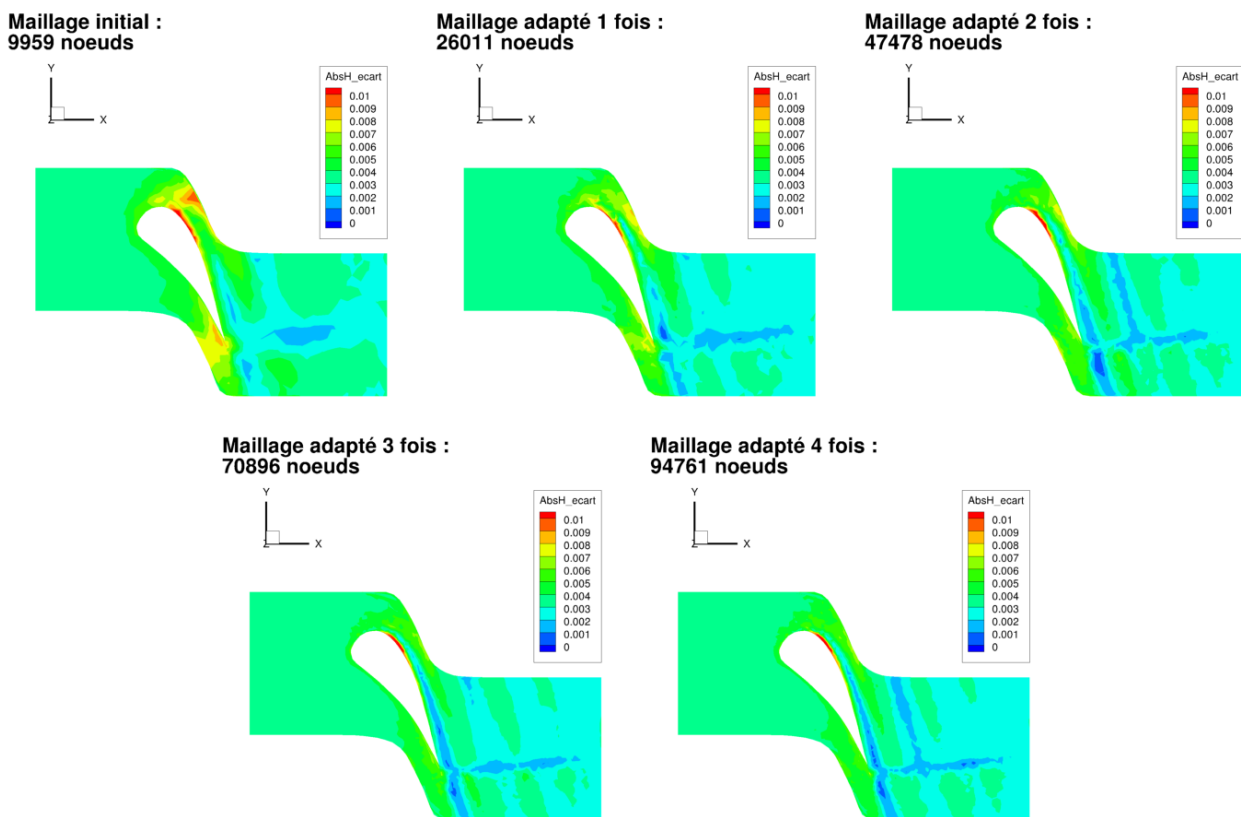 Maillage initial :
9959 noeuds
Y
Z
X
AbsH_ecart
0.01
0.009
0.008
0.007
0.006
0.005
0.004
0.003
0.002
0.001
0
Maillage adapté 1 fois :
26011 noeuds
Y
Z
X
AbsH_ecart
0.01
0.009
0.008
0.007
0.006
0.005
0.004
0.003
0.002
0.001
0
Maillage adapté 2 fois :
47478 noeuds
Y
Z
X
AbsH_ecart
0.01
0.009
0.008
0.007
0.006
0.005
0.004
0.003
0.002
0.001
0
Maillage adapté 3 fois :
70896 noeuds
Y
Z
X
AbsH_ecart
0.01
0.009
0.008
0.007
0.006
0.005
0.004
0.003
0.002
0.001
0
Maillage adapté 4 fois :
94761 noeuds
Y
Z
X
AbsH_ecart
0.01
0.009
0.008
0.007
0.006
0.005
0.004
0.003
0.002
0.001
0